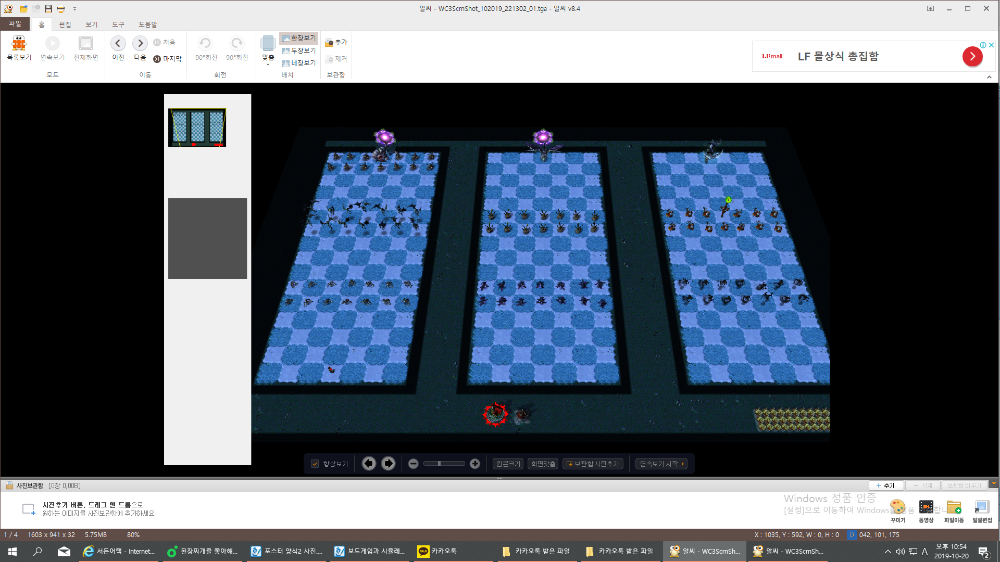 알씨 - WC3ScrnShot_102019_221302_01.tga - 알씨 v8.4
파일 홈 편집 보기 도구 도움말
목록보기 연속보기 전체화면
모드
이전 다음 처음 마지막
이동
-90°회전 90°회전
회전
맞춤 한장보기 두장보기 네장보기
배치
추가
제거
보관함
LF mall LF 몰상식 총집합
항상보기 원본크기 화면맞춤 보관함사진추가 연속보기 시작
사진보관함 [0장 0,00B]
추가 삭제 보관함 비우기
사진추가 버튼, 드래그 앤 드롭으로
원하는 이미지를 사진보관함에 추가하세요.
Windows 정품 인증
[설정]으로 이동하여 Windows를 정품
꾸미기 동영상 파일이동 일괄편집
1 / 4 1603 x 941 x 32 5.75MB 80% X : 1035, Y : 592, W : 0, H : 0 D 042, 101, 175
서든어택 - Internet... 된장찌개를 좋아해... 포스터 양식2 사진.... 보드게임과 시뮬레... TALK 카카오톡 카카오톡 받은 파일 카카오톡 받은 파일 알씨 - WC3ScrnSh... 알씨 - WC3ScrnSh... A 오후 10:54
2019-10-20 2